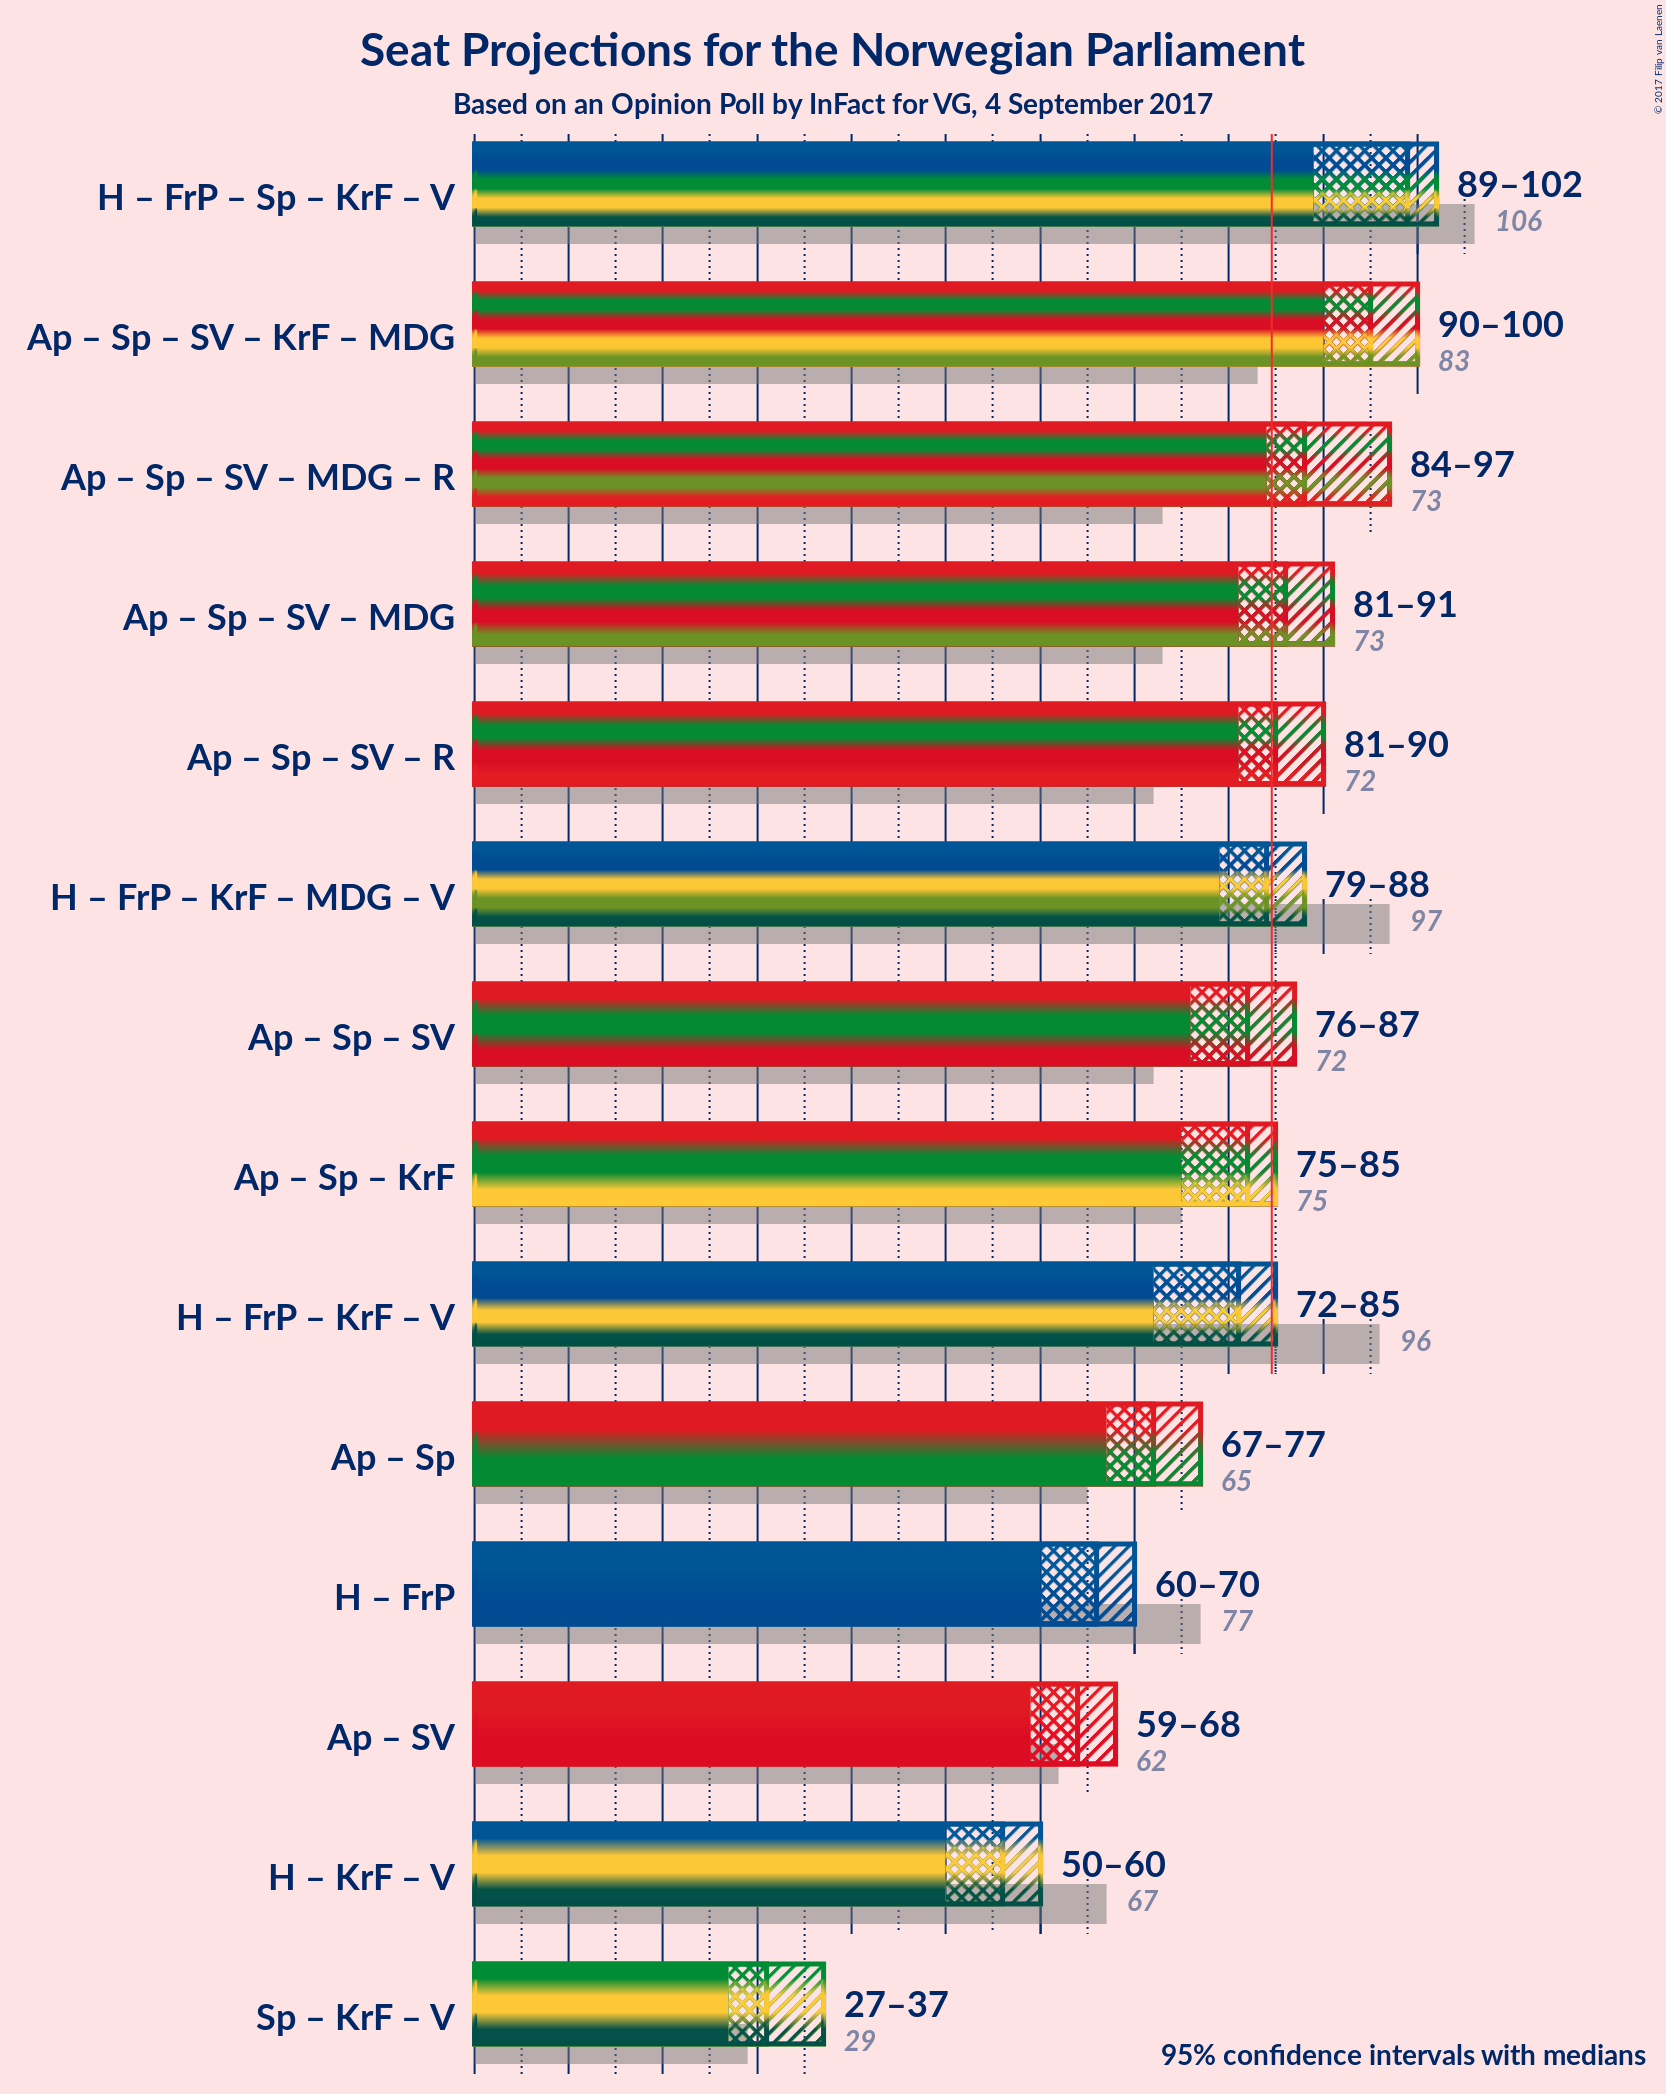 Seat Projections for the Norwegian Parliament
Based on an Opinion Poll by InFact for VG, 4 September 2017
© 2017 Filip van Laenen
H – FrP – Sp – KrF – V
89–102
106
Ap – Sp – SV – KrF – MDG
90–100
83
Ap – Sp – SV – MDG – R
84–97
73
Ap – Sp – SV – MDG
81–91
73
Ap – Sp – SV – R
81–90
72
H – FrP – KrF – MDG – V
79–88
97
Ap – Sp – SV
76–87
72
Ap – Sp – KrF
75–85
75
H – FrP – KrF – V
72–85
96
Ap – Sp
67–77
65
H – FrP
60–70
77
Ap – SV
59–68
62
H – KrF – V
50–60
67
Sp – KrF – V
27–37
29
95% confidence intervals with medians